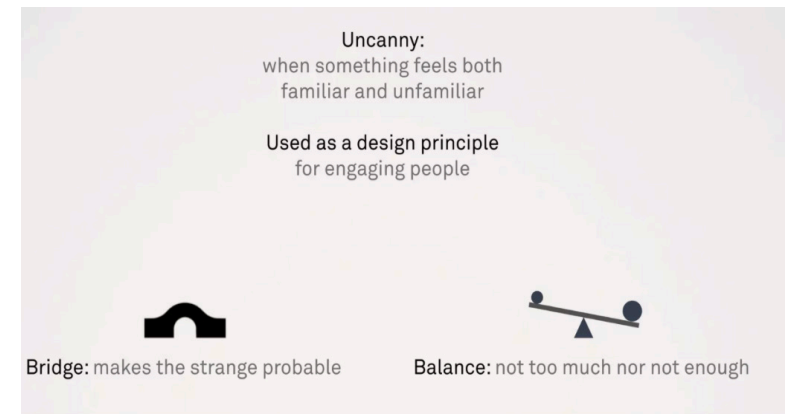 Uncanny:
when something feels both
familiar and unfamiliar
Used as a design principle
for engaging people
Bridge: makes the strange probable
Balance: not too much nor not enough